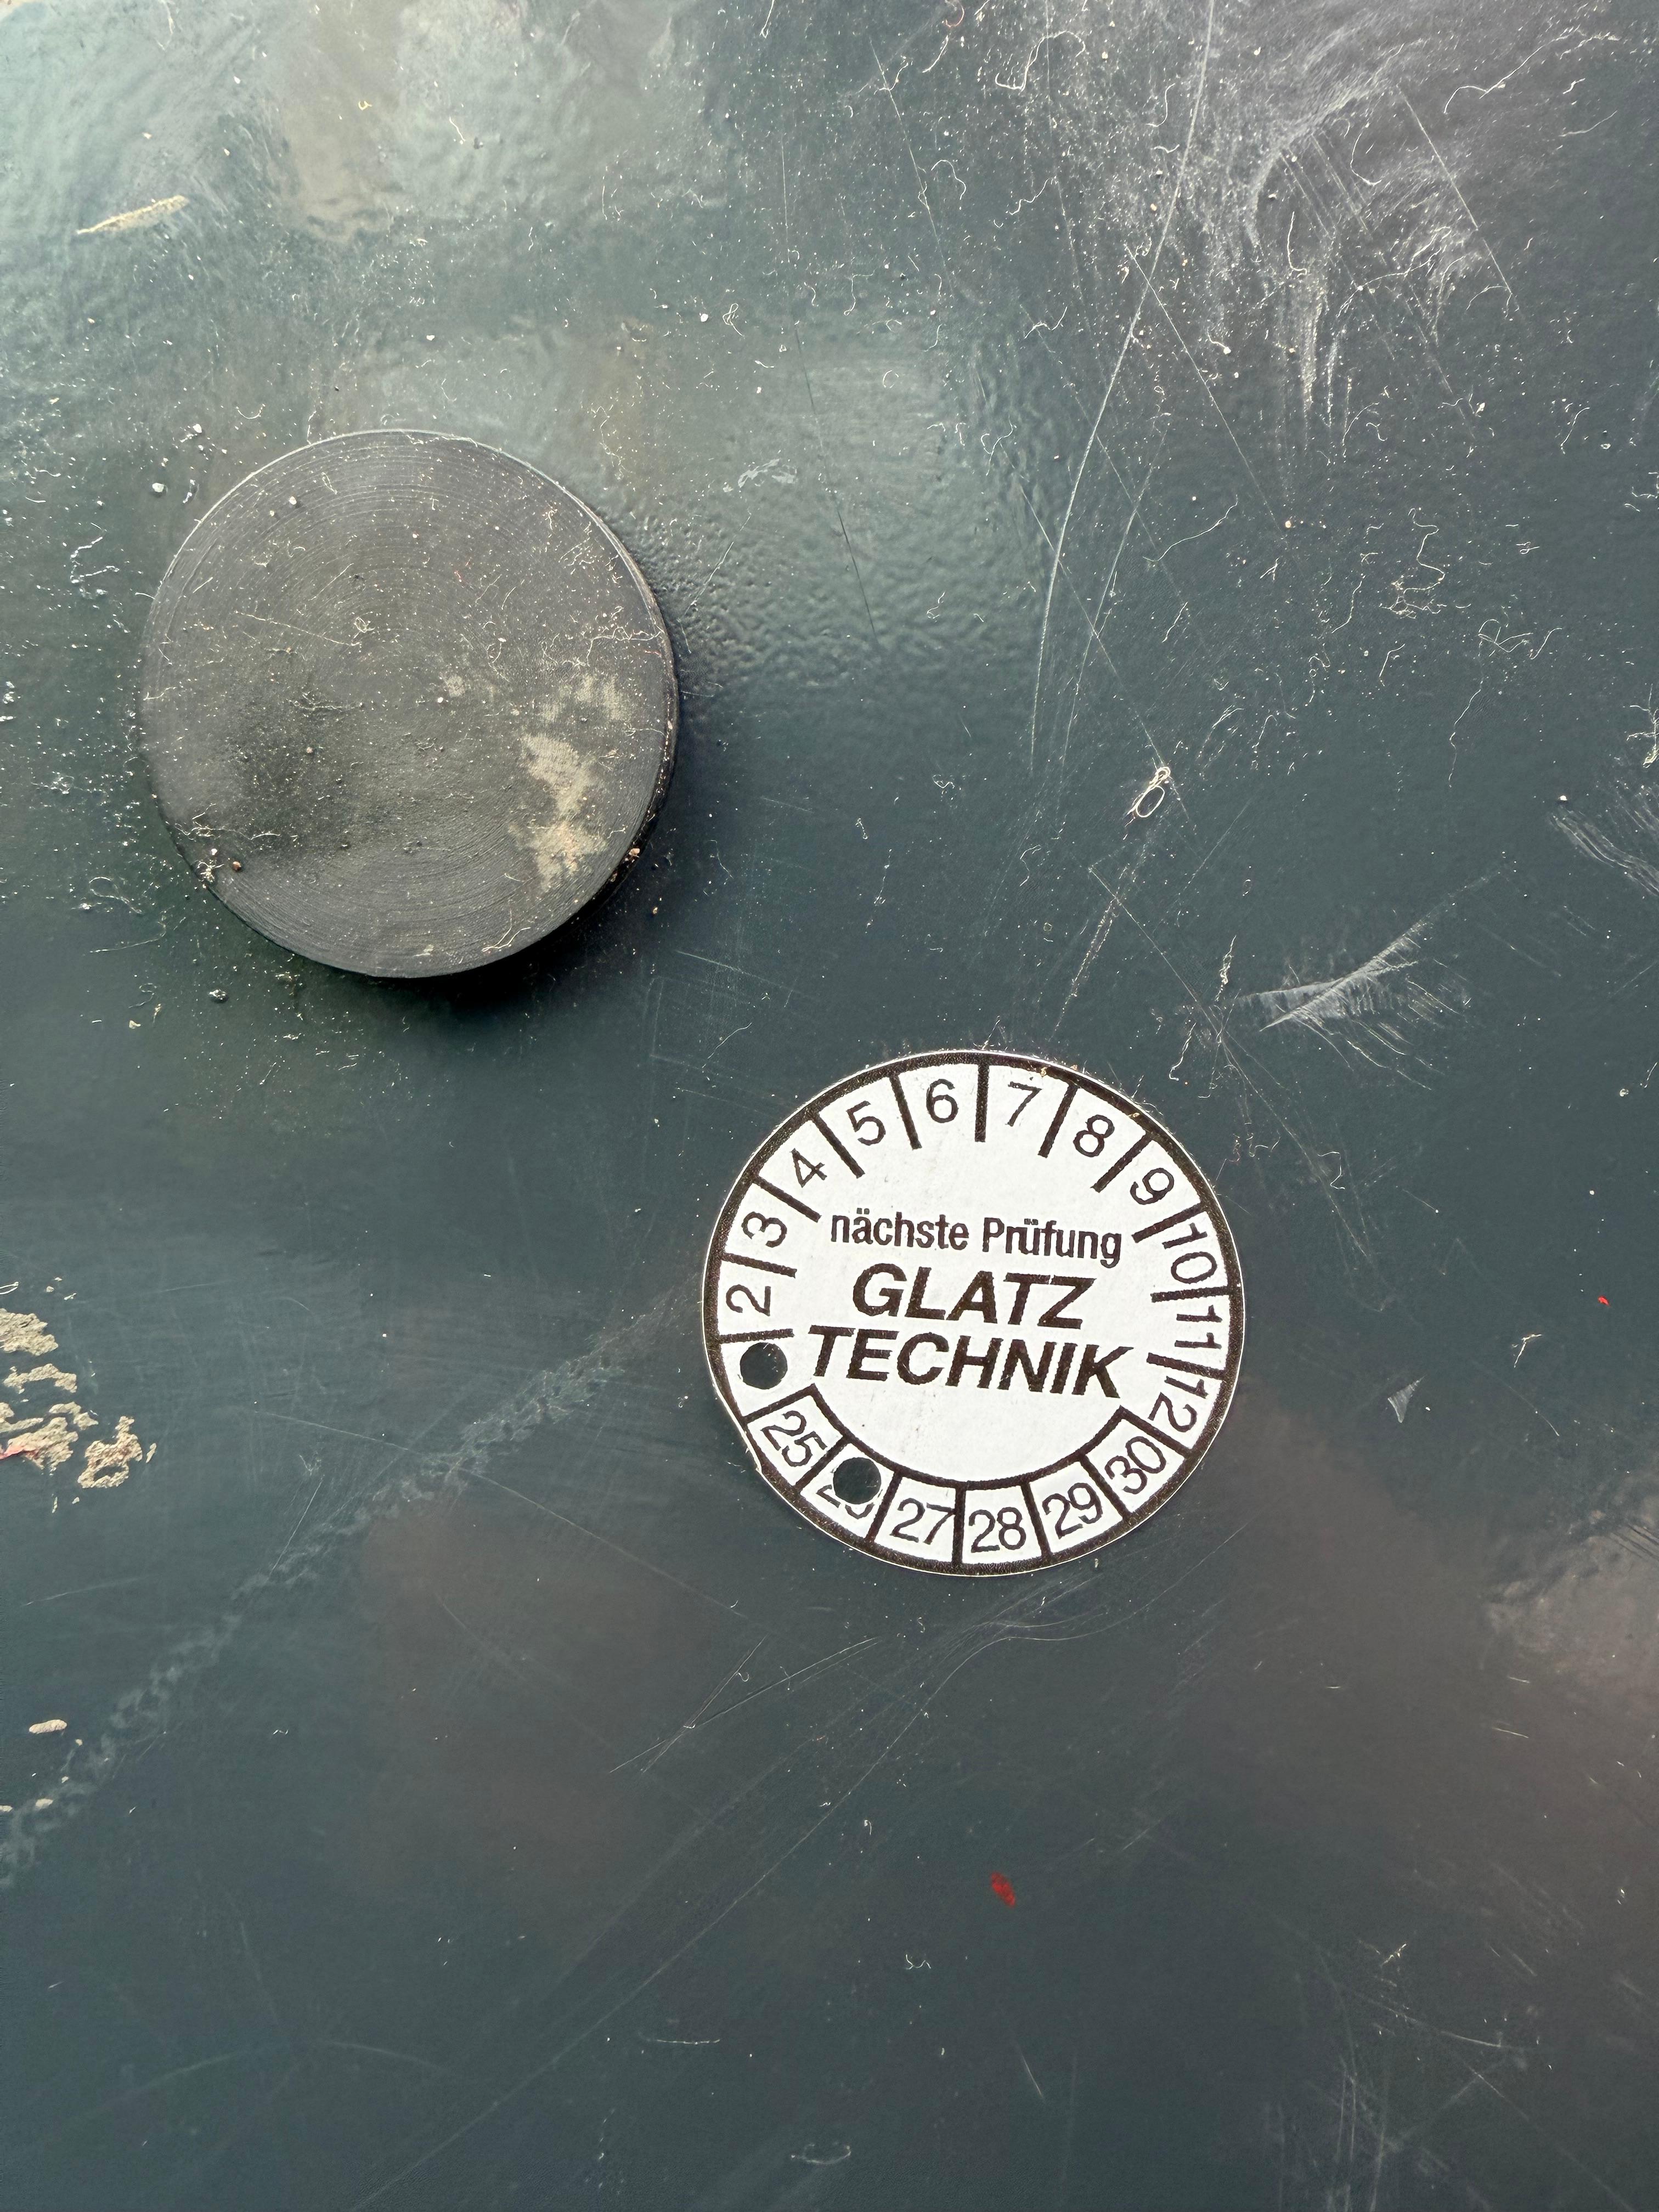 2 3 4 5 6 7 8 9 10 11 12
nächste Prüfung
GLATZ
TECHNIK
25 27 28 29 30